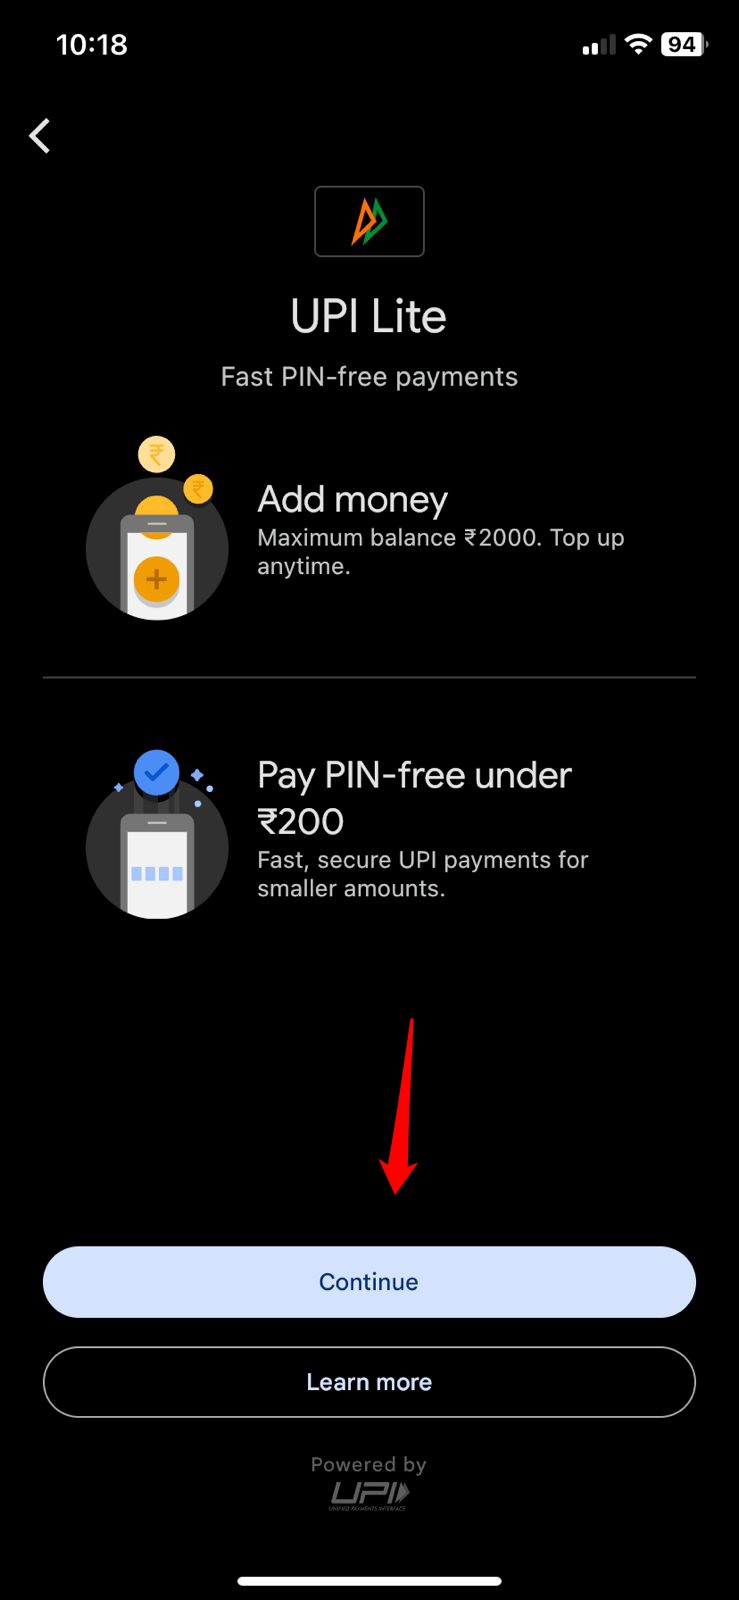 10:18
94
UPI Lite
Fast PIN-free payments
Add money
Maximum balance ₹2000. Top up
anytime.
Pay PIN-free under
₹200
Fast, secure UPI payments for
smaller amounts.
Continue
Learn more
Powered by
UPI
UNIFIED PAYMENTS INTERFACE